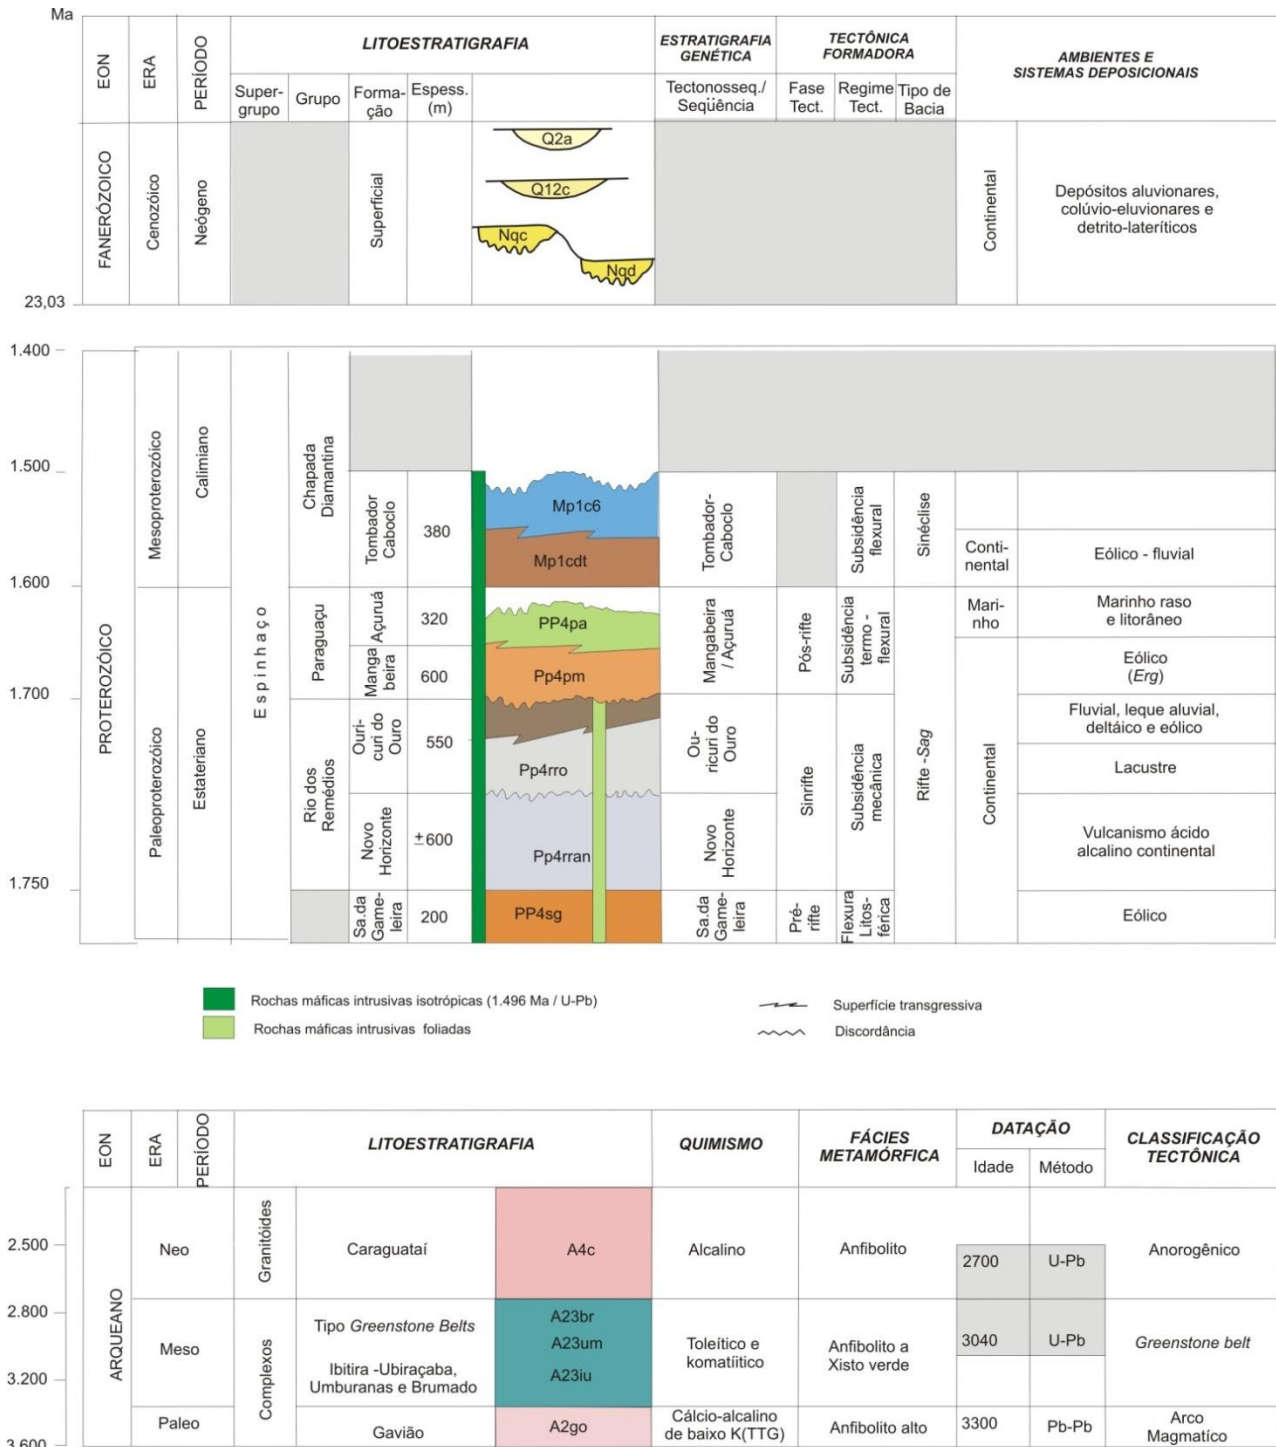 Ma
EON
ERA
PERÍODO
LITOESTRATIGRAFIA
ESTRATIGRAFIA
GENÉTICA
TECTÔNICA
FORMADORA
AMBIENTES E
SISTEMAS DEPOSICIONAIS
Super-
grupo
Grupo
Forma-
ção
Espess.
(m)
Tectonosseq./
Seqüência
Fase
Tect.
Regime
Tect.
Tipo de
Bacia
FANERÓZOICO
Cenozóico
Neógeno
Superficial
Q2a
Q12c
Nqc
Nqd
Continental
Depósitos aluvionares,
colúvio-eluvionares e
detrito-lateríticos
23,03
1.400
1.500
1.600
1.700
1.750
PROTEROZÓICO
Mesoproterozóico
Calimiano
Paleoproterozóico
Estateriano
Espinhaço
Chapada
Diamantina
Tombador
Caboclo
380
Mp1c6
Mp1cdt
Tombador-
Caboclo
Subsidência
flexural
Sinéclise
Conti-
nental
Eólico - fluvial
Paraguaçu
Açuruá
320
PP4pa
Manga
beira
600
Pp4pm
Mangabeira
/ Açuruá
Pós-rifte
Subsidência
termo -
flexural
Mari-
nho
Marinho raso
e litorâneo
Eólico
(Erg)
Rio dos
Remédios
Ouri-
curi do
Ouro
550
Pp4rro
Ou-
ricuri do
Ouro
Sinrifte
Subsidência
mecânica
Rifte -Sag
Continental
Fluvial, leque aluvial,
deltáico e eólico
Lacustre
Novo
Horizonte
±600
Pp4rran
Novo
Horizonte
Vulcanismo ácido
alcalino continental
Sa.da
Game-
leira
200
PP4sg
Sa.da
Game-
leira
Pré-
rifte
Flexura
Litos-
férica
Eólico
Rochas máficas intrusivas isotrópicas (1.496 Ma / U-Pb)
Superfície transgressiva
Rochas máficas intrusivas foliadas
Discordância
EON
ERA
PERÍODO
LITOESTRATIGRAFIA
QUIMISMO
FÁCIES
METAMÓRFICA
DATAÇÃO
Idade
Método
CLASSIFICAÇÃO
TECTÔNICA
2.500
2.800
3.200
3.600
ARQUEANO
Neo
Granitóides
Caraguataí
A4c
Alcalino
Anfibolito
2700
U-Pb
Anorogênico
Meso
Complexos
Tipo Greenstone Belts
Ibitira -Ubiraçaba,
Umburanas e Brumado
A23br
A23um
A23iu
Toleítico e
komatíitico
Anfibolito a
Xisto verde
3040
U-Pb
Greenstone belt
Paleo
Gavião
A2go
Cálcio-alcalino
de baixo K(TTG)
Anfibolito alto
3300
Pb-Pb
Arco
Magmatíco